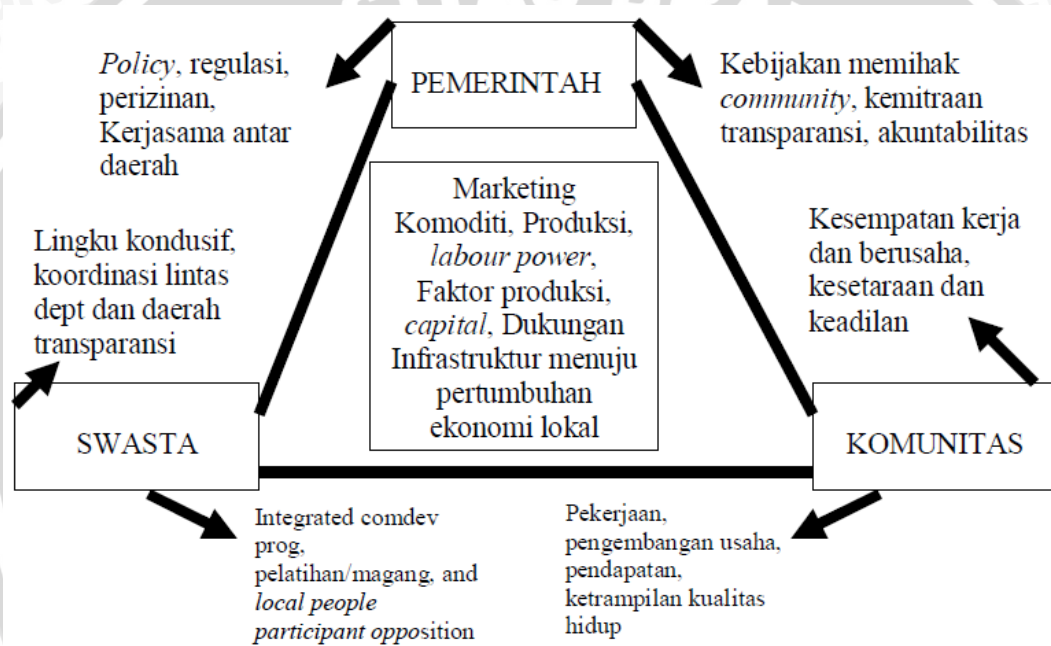 PEMERINTAH
Policy, regulasi,
perizinan,
Kerjasama antar
daerah
Kebijakan memihak
community, kemitraan
transparansi, akuntabilitas
Marketing
Komoditi, Produksi,
labour power,
Faktor produksi,
capital, Dukungan
Infrastruktur menuju
pertumbuhan
ekonomi lokal
Lingku kondusif,
koordinasi lintas
dept dan daerah
transparansi
Kesempatan kerja
dan berusaha,
kesetaraan dan
keadilan
SWASTA
KOMUNITAS
Integrated comdev
prog,
pelatihan/magang, and
local people
participant opposition
Pekerjaan,
pengembangan usaha,
pendapatan,
ketrampilan kualitas
hidup